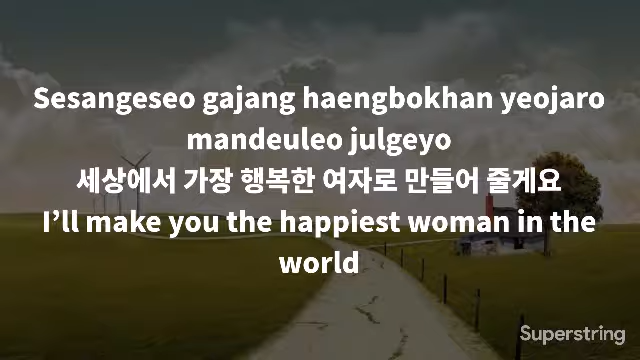 Sesangeseo gajang haengbokhan yeojaro
mandeuleo julgeyo
세상에서 가장 행복한 여자로 만들어 줄게요
I’ll make you the happiest woman in the
world
Superstring